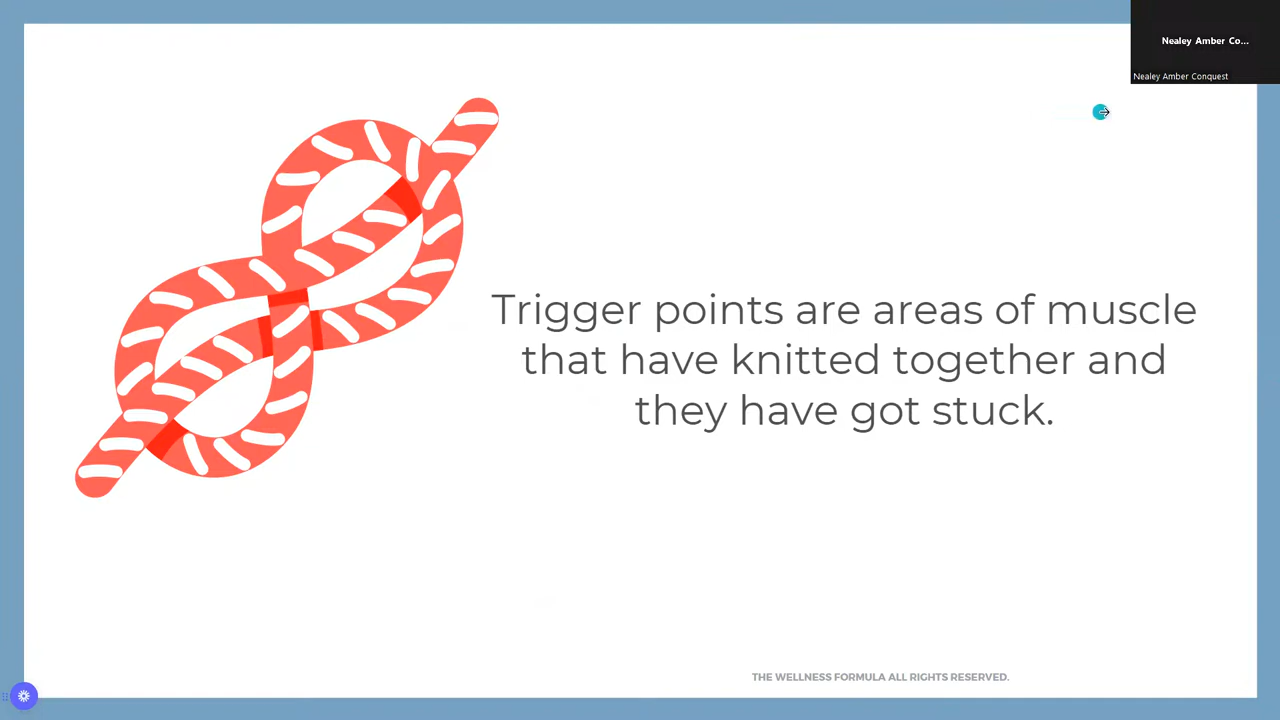 Nealey Amber Co...
Nealey Amber Conquest
Trigger points are areas of muscle
that have knitted together and
they have got stuck.
THE WELLNESS FORMULA ALL RIGHTS RESERVED.